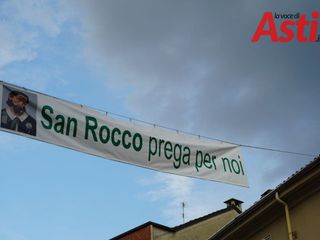 la voce di
Asti
San Rocco prega per noi